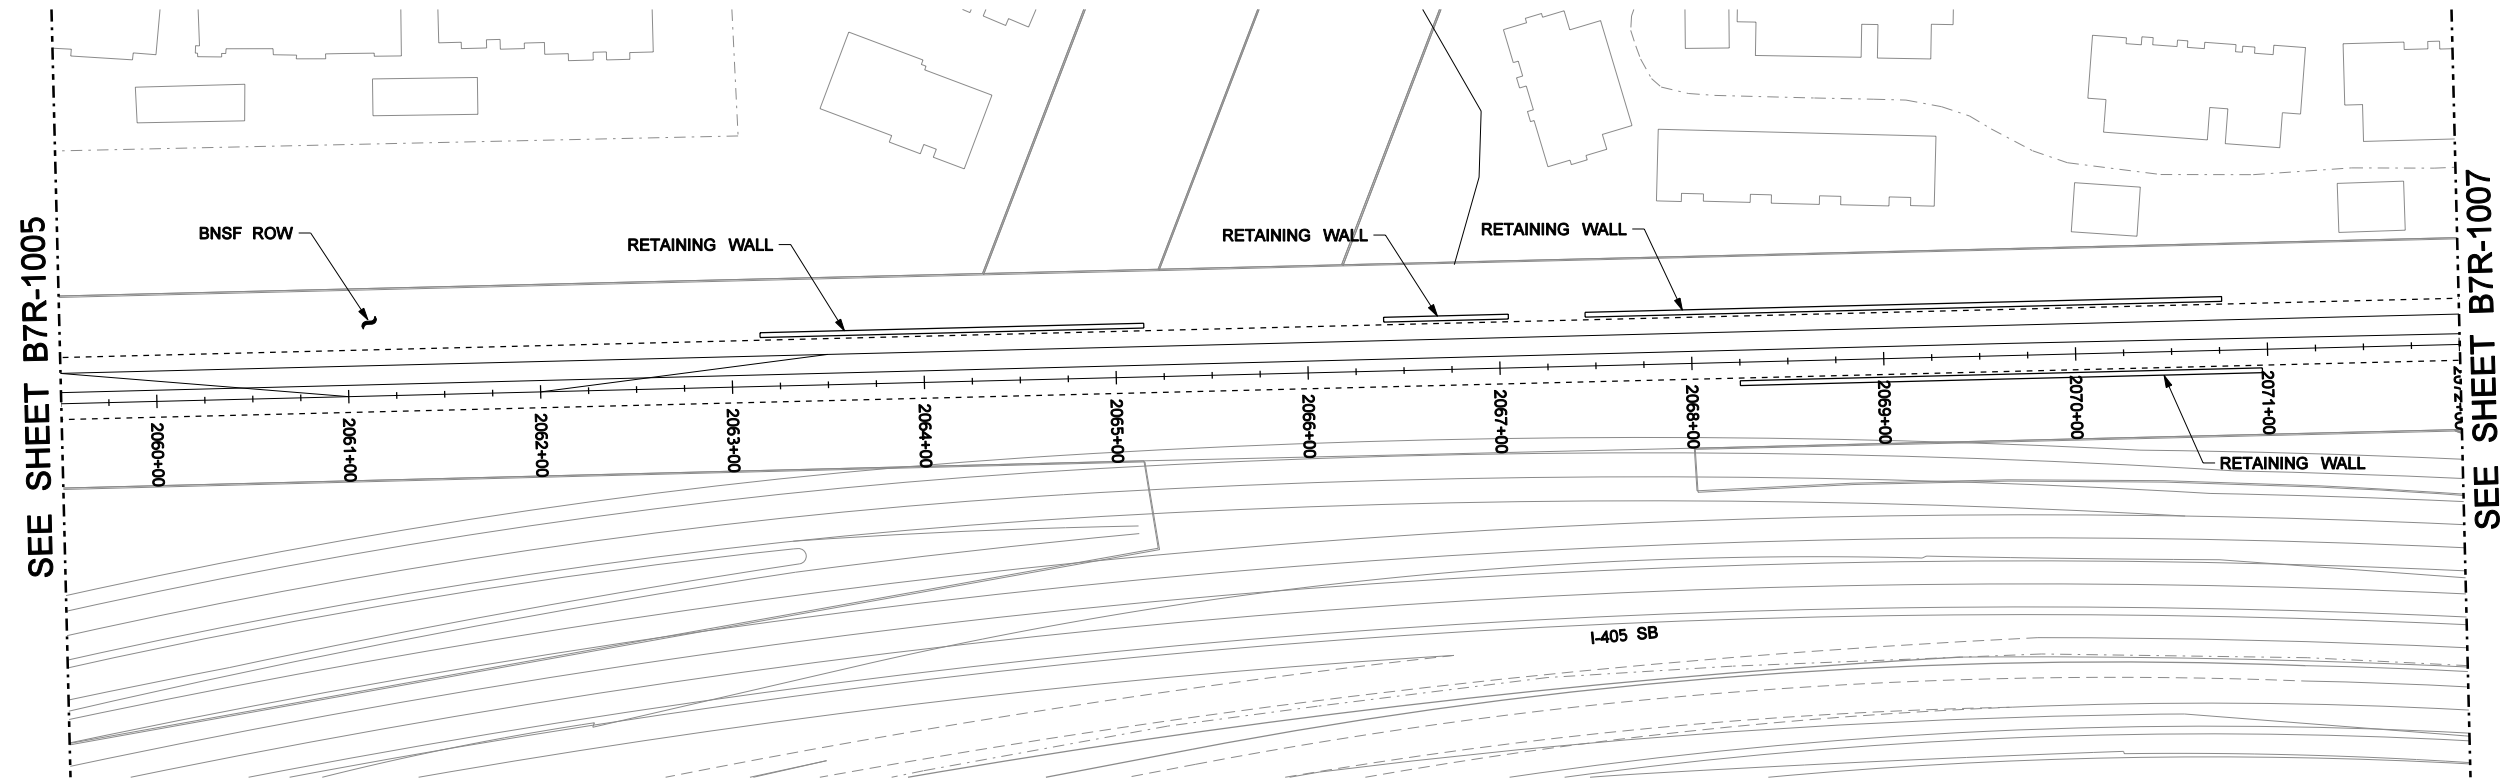 SEE SHEET B7R-1005
BNSF ROW
RETAINING WALL
RETAINING WALL
RETAINING WALL
SEE SHEET B7R-1007
2060+00
2061+00
2062+00
2063+00
2064+00
2065+00
2066+00
2067+00
2068+00
2069+00
2070+00
2071+00
2072+00
RETAINING WALL
I-405 SB